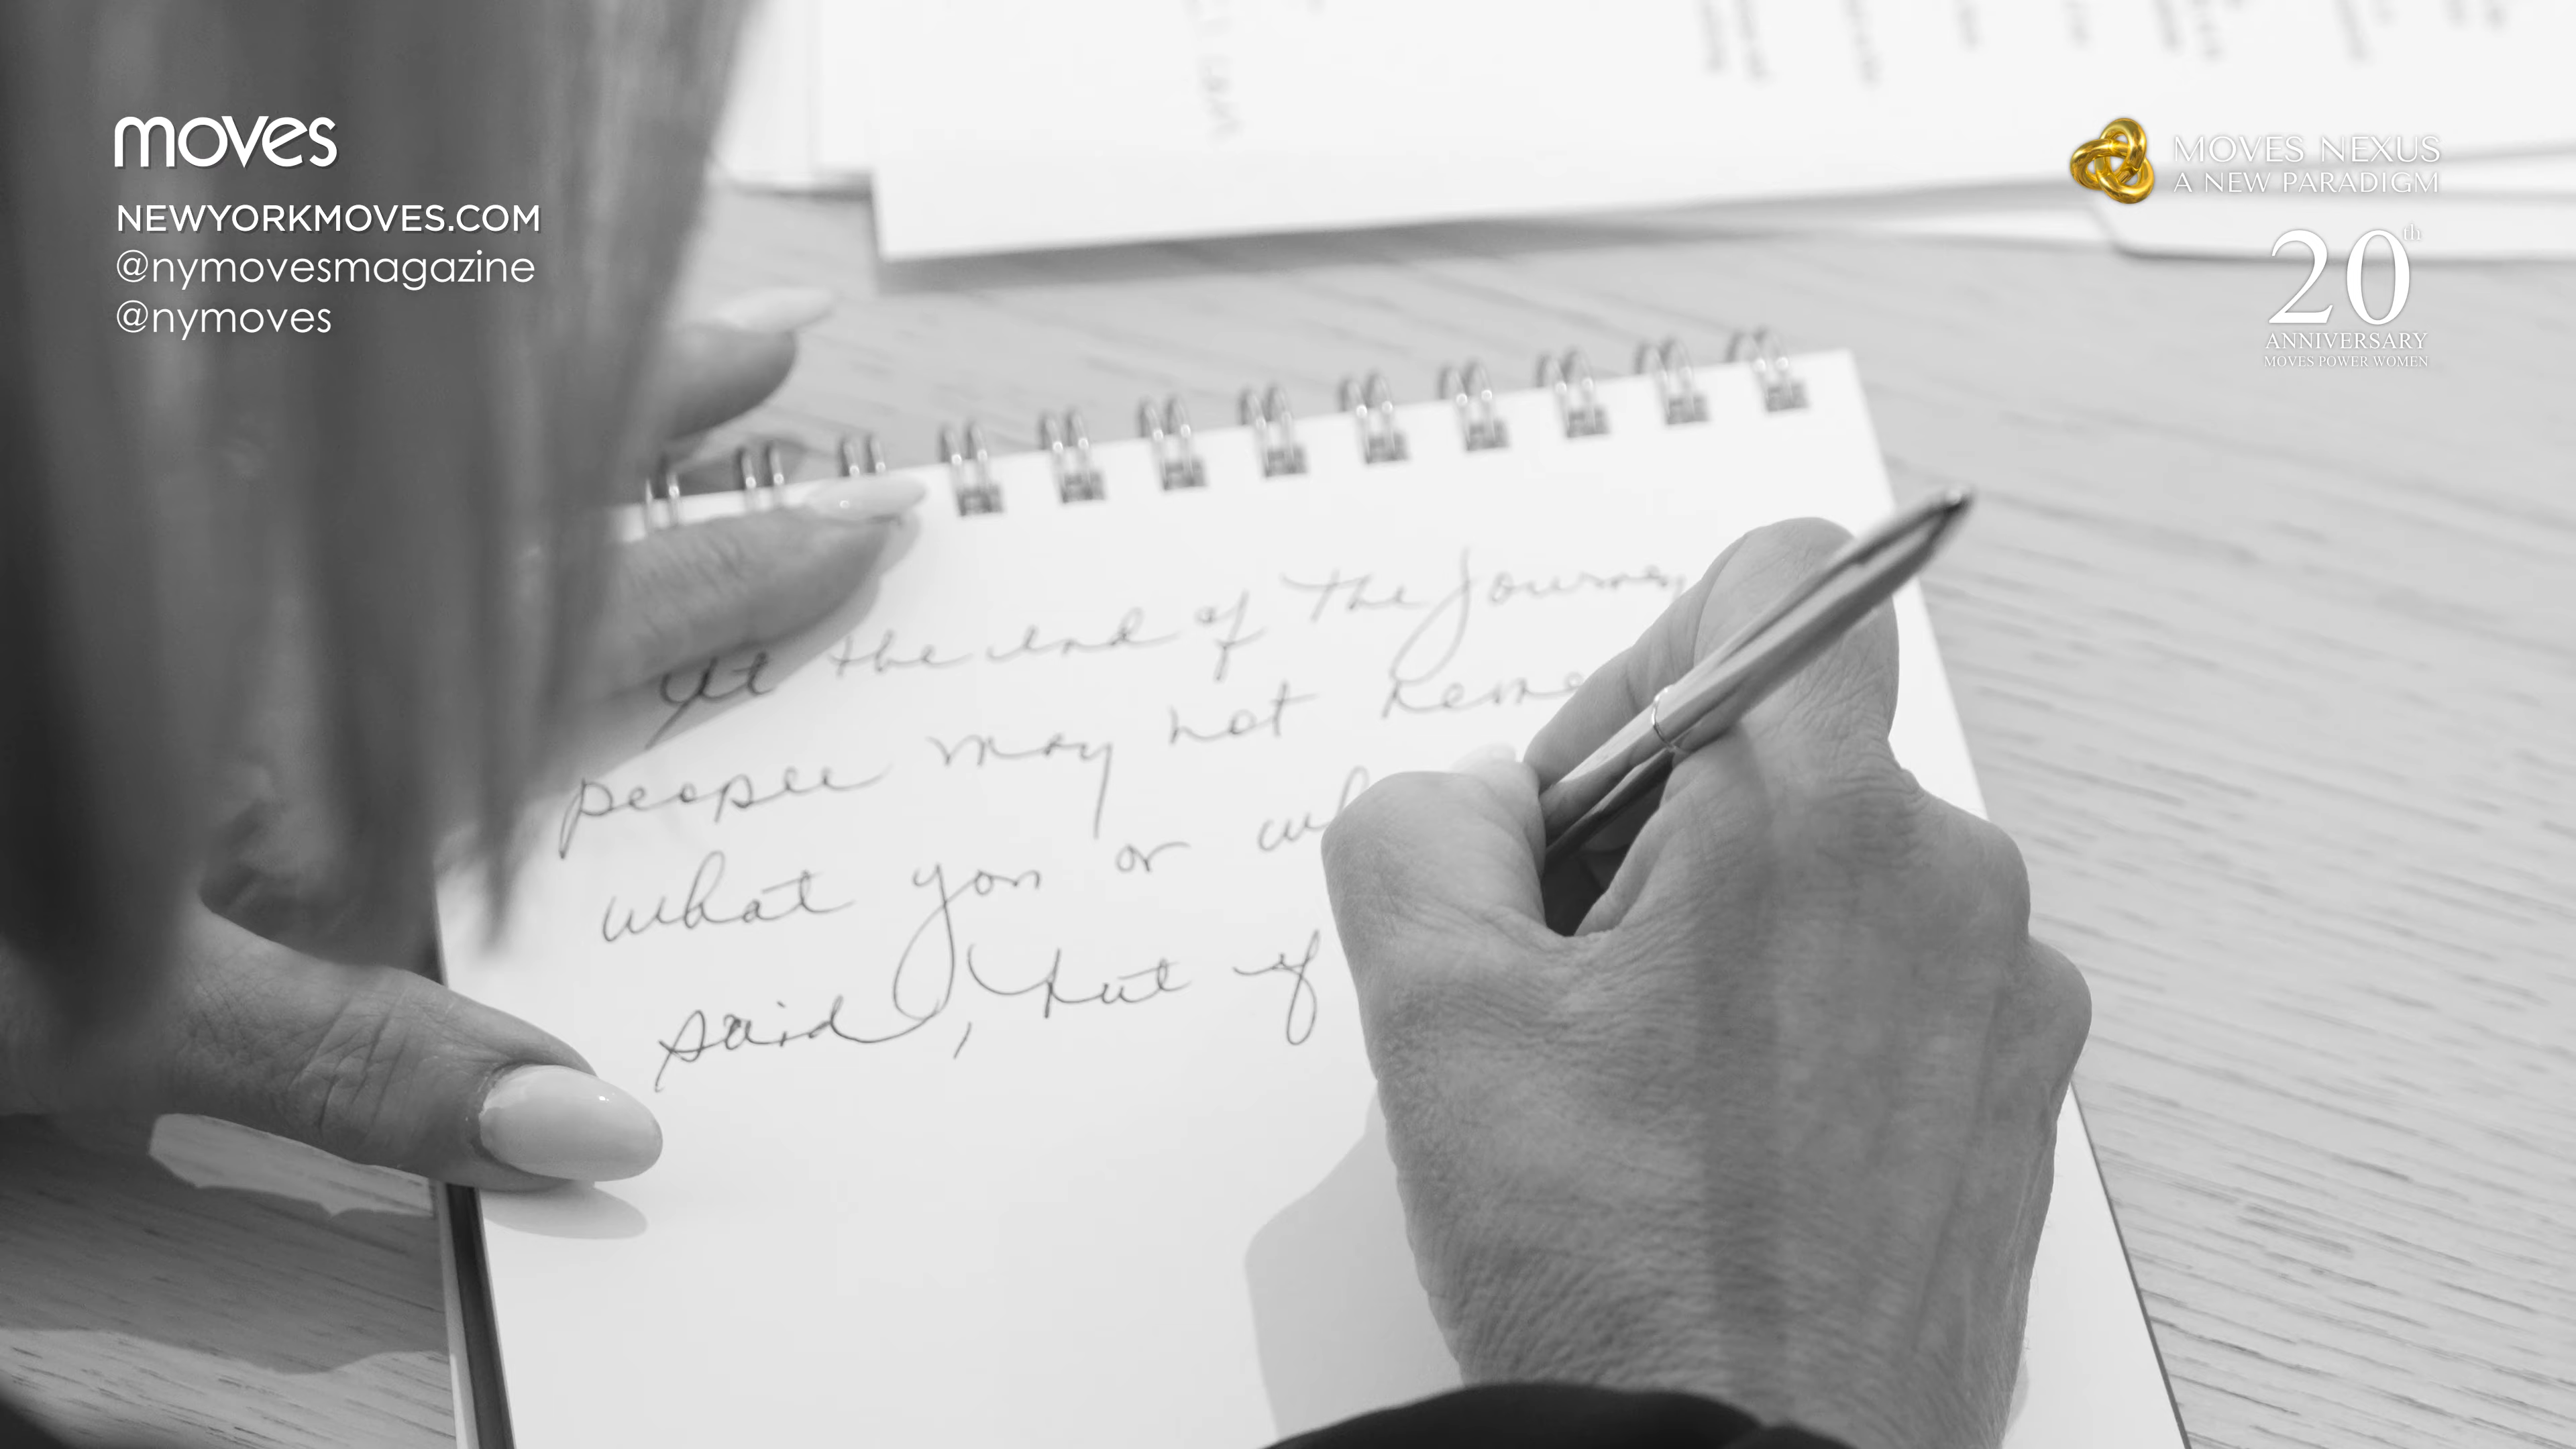 moves
NEWYORKMOVES.COM
@nymovesmagazine
@nymoves
MOVES NEXUS
A NEW PARADIGM
20th
ANNIVERSARY
MOVES POWER WOMEN
At the end of the Journey
people may not
what you or
said, but if